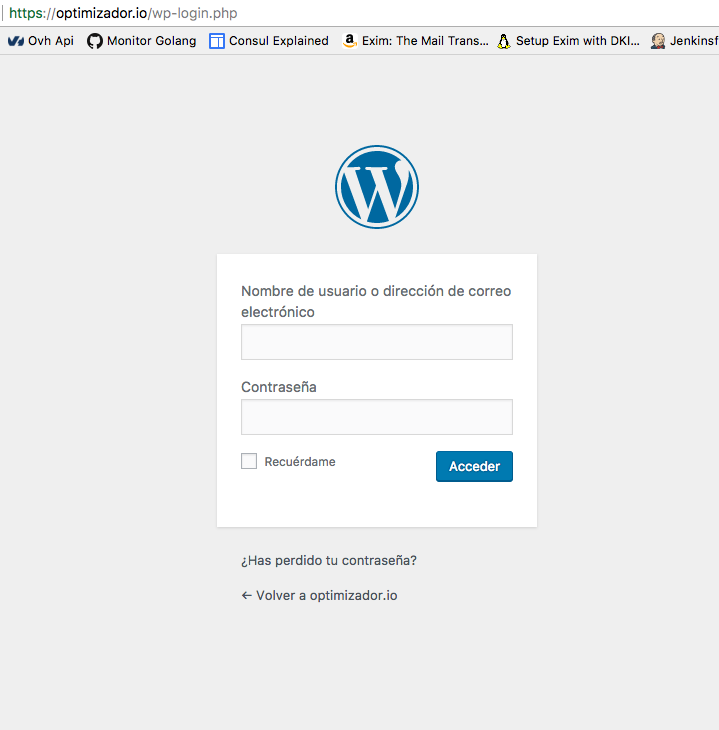 https://optimizador.io/wp-login.php
Ovh Api Monitor Golang Consul Explained Exim: The Mail Trans... Setup Exim with DKI... Jenkinsf
Nombre de usuario o dirección de correo
electrónico
Contraseña
Recuérdame Acceder
¿Has perdido tu contraseña?
← Volver a optimizador.io